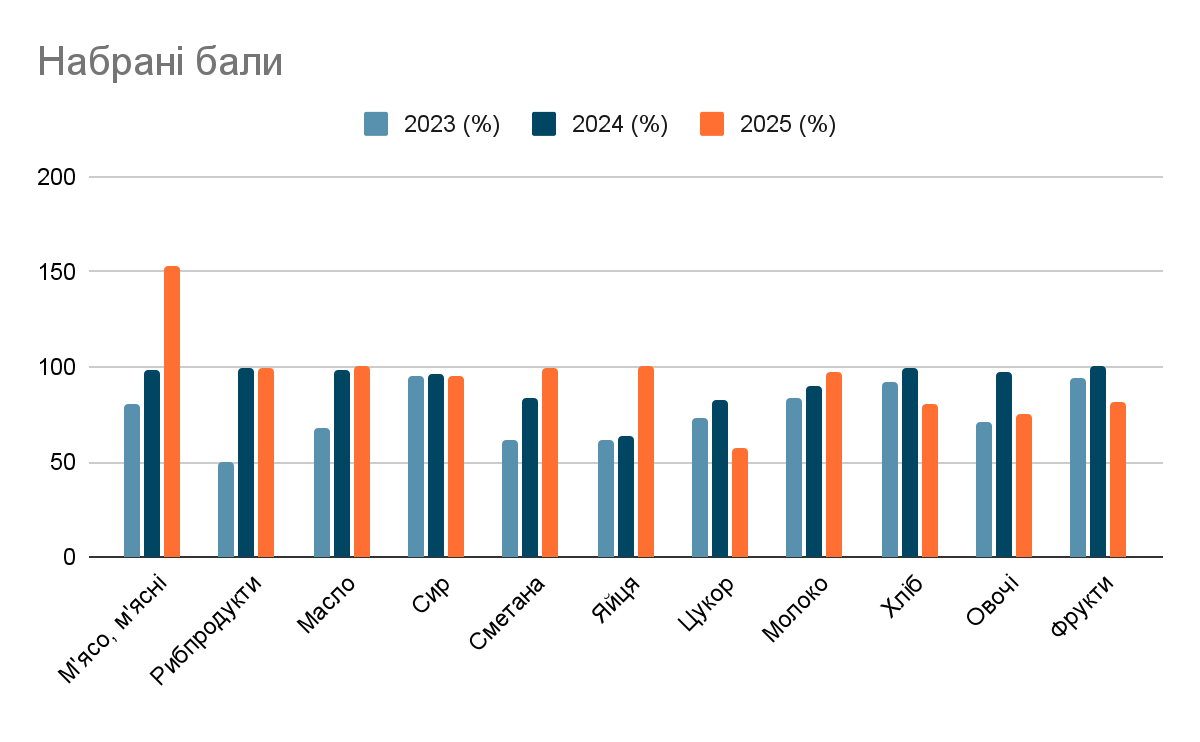 Набрані бали
2023 (%) 2024 (%) 2025 (%)
200
150
100
50
0
М'ясо, м'ясні
Рибпродукти
Масло
Сир
Сметана
Яйця
Цукор
Молоко
Хліб
Овочі
Фрукти